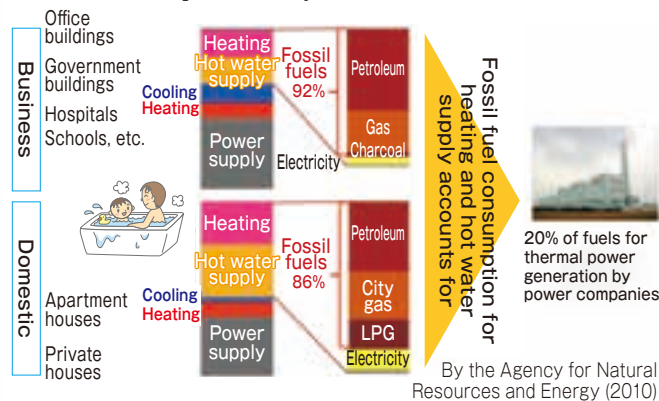 Business
Office
buildings
Government
buildings
Hospitals
Schools, etc.
Heating
Hot water
supply
Cooling
Heating
Power
supply
Fossil
fuels
92%
Electricity
Petroleum
Gas
Charcoal
Domestic
Apartment
houses
Private
houses
Heating
Hot water
supply
Cooling
Heating
Power
supply
Fossil
fuels
86%
Petroleum
City
gas
LPG
Electricity
Fossil fuel consumption for
heating and hot water
supply accounts for
20% of fuels for
thermal power
generation by
power companies
By the Agency for Natural
Resources and Energy (2010)